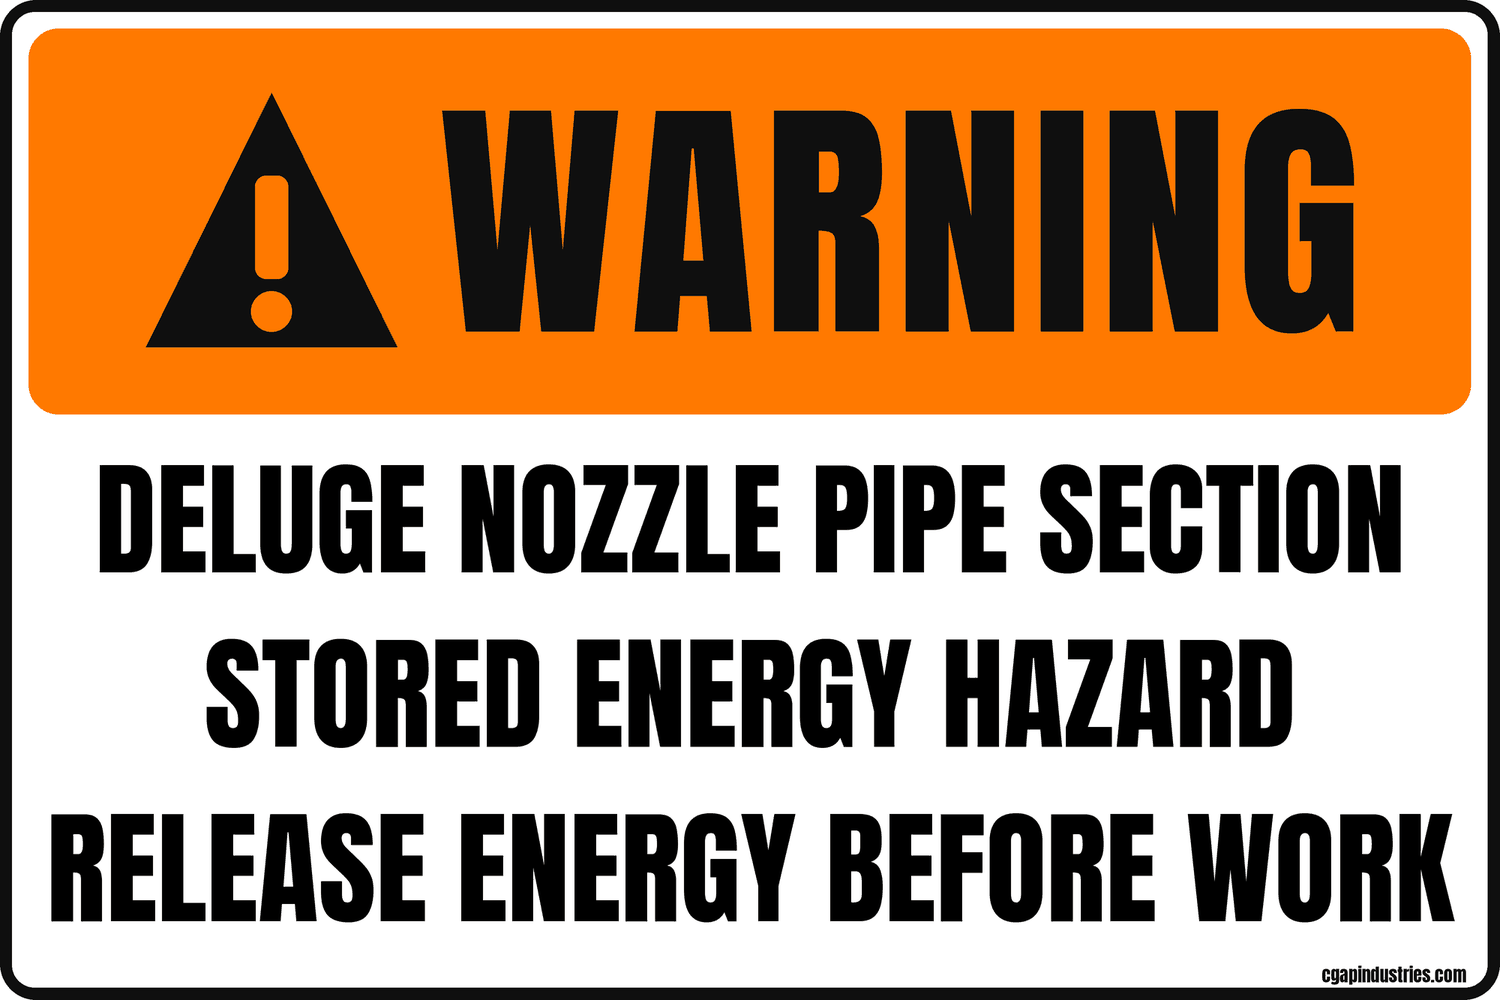 WARNING
DELUGE NOZZLE PIPE SECTION
STORED ENERGY HAZARD
RELEASE ENERGY BEFORE WORK
cgapindustries.com